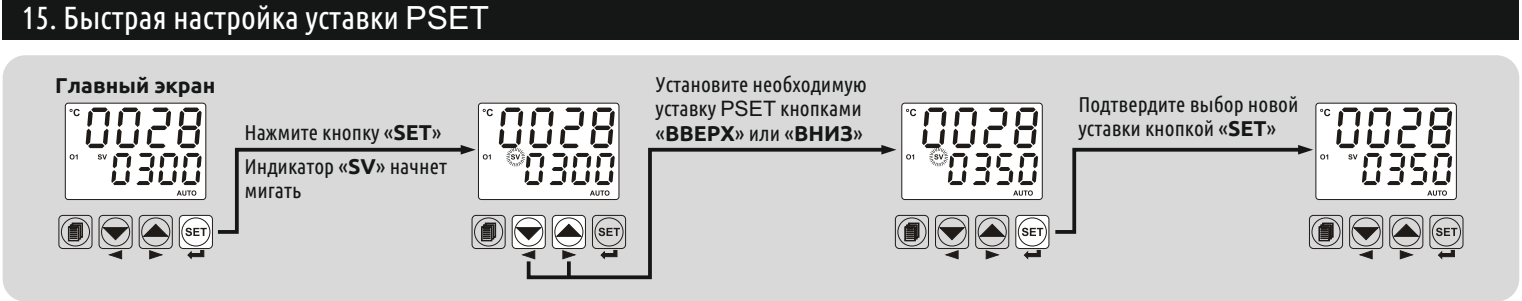 15. Быстрая настройка уставки PSET
Главный экран
°C 0028
O1 SV 0300
AUTO
SET
Нажмите кнопку «SET»
Индикатор «SV» начнет
мигать
°C 0028
O1 SV 0300
AUTO
SET
Установите необходимую
уставку PSET кнопками
«ВВЕРХ» или «ВНИЗ»
°C 0028
O1 SV 0350
AUTO
SET
Подтвердите выбор новой
уставки кнопкой «SET»
°C 0028
O1 SV 0350
AUTO
SET